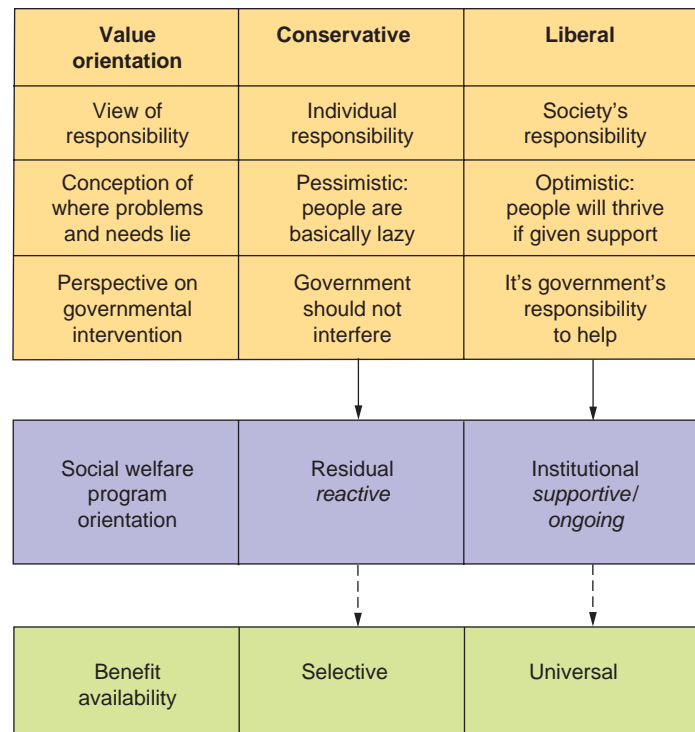 Value
orientation
Conservative
Liberal
View of
responsibility
Individual
responsibility
Society's
responsibility
Conception of
where problems
and needs lie
Pessimistic:
people are
basically lazy
Optimistic:
people will thrive
if given support
Perspective on
governmental
intervention
Government
should not
interfere
It's government's
responsibility
to help
Social welfare
program
orientation
Residual
reactive
Institutional
supportive/
ongoing
Benefit
availability
Selective
Universal